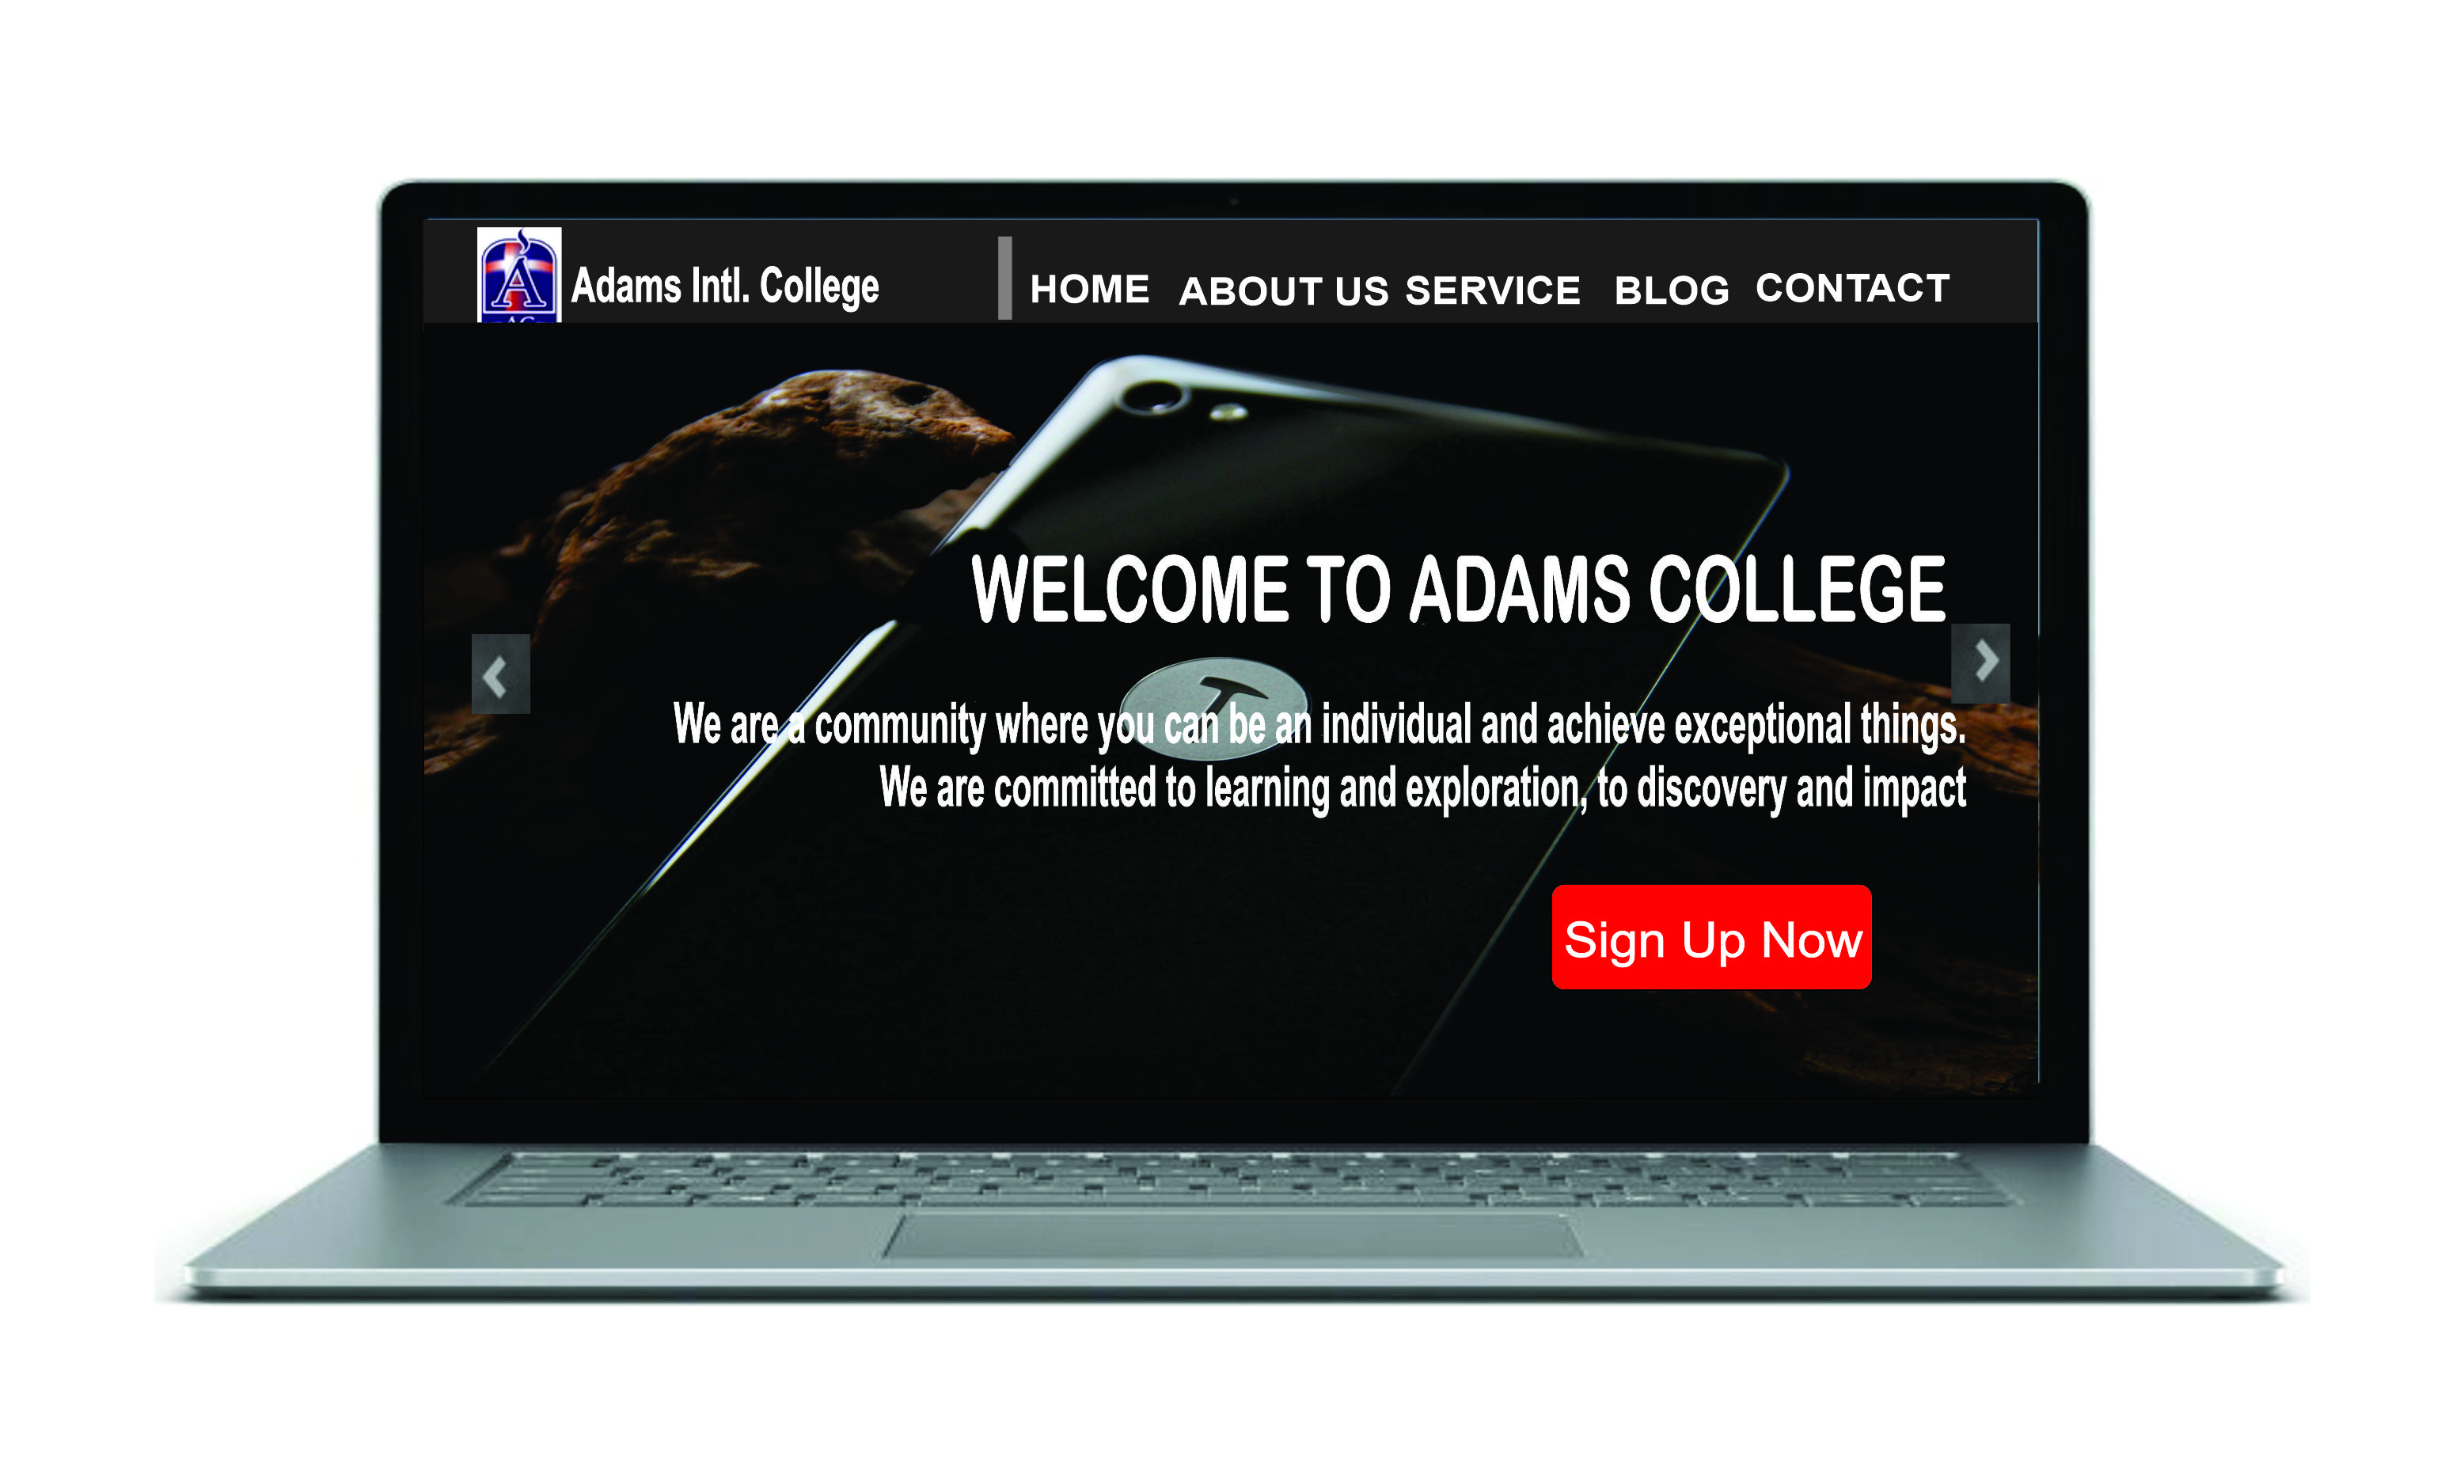 Adams Intl. College
HOME ABOUT US SERVICE BLOG CONTACT
WELCOME TO ADAMS COLLEGE
We are a community where you can be an individual and achieve exceptional things.
We are committed to learning and exploration, to discovery and impact
Sign Up Now